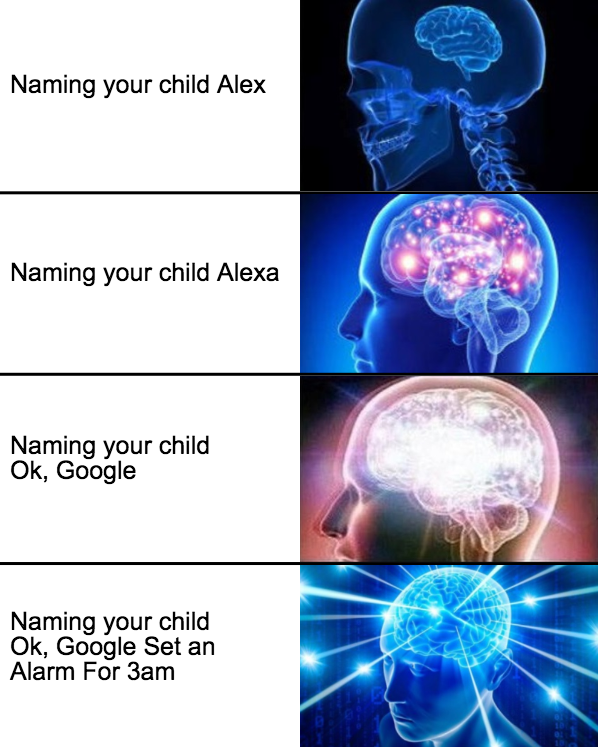 Naming your child Alex
Naming your child Alexa
Naming your child
Ok, Google
Naming your child
Ok, Google Set an
Alarm For 3am